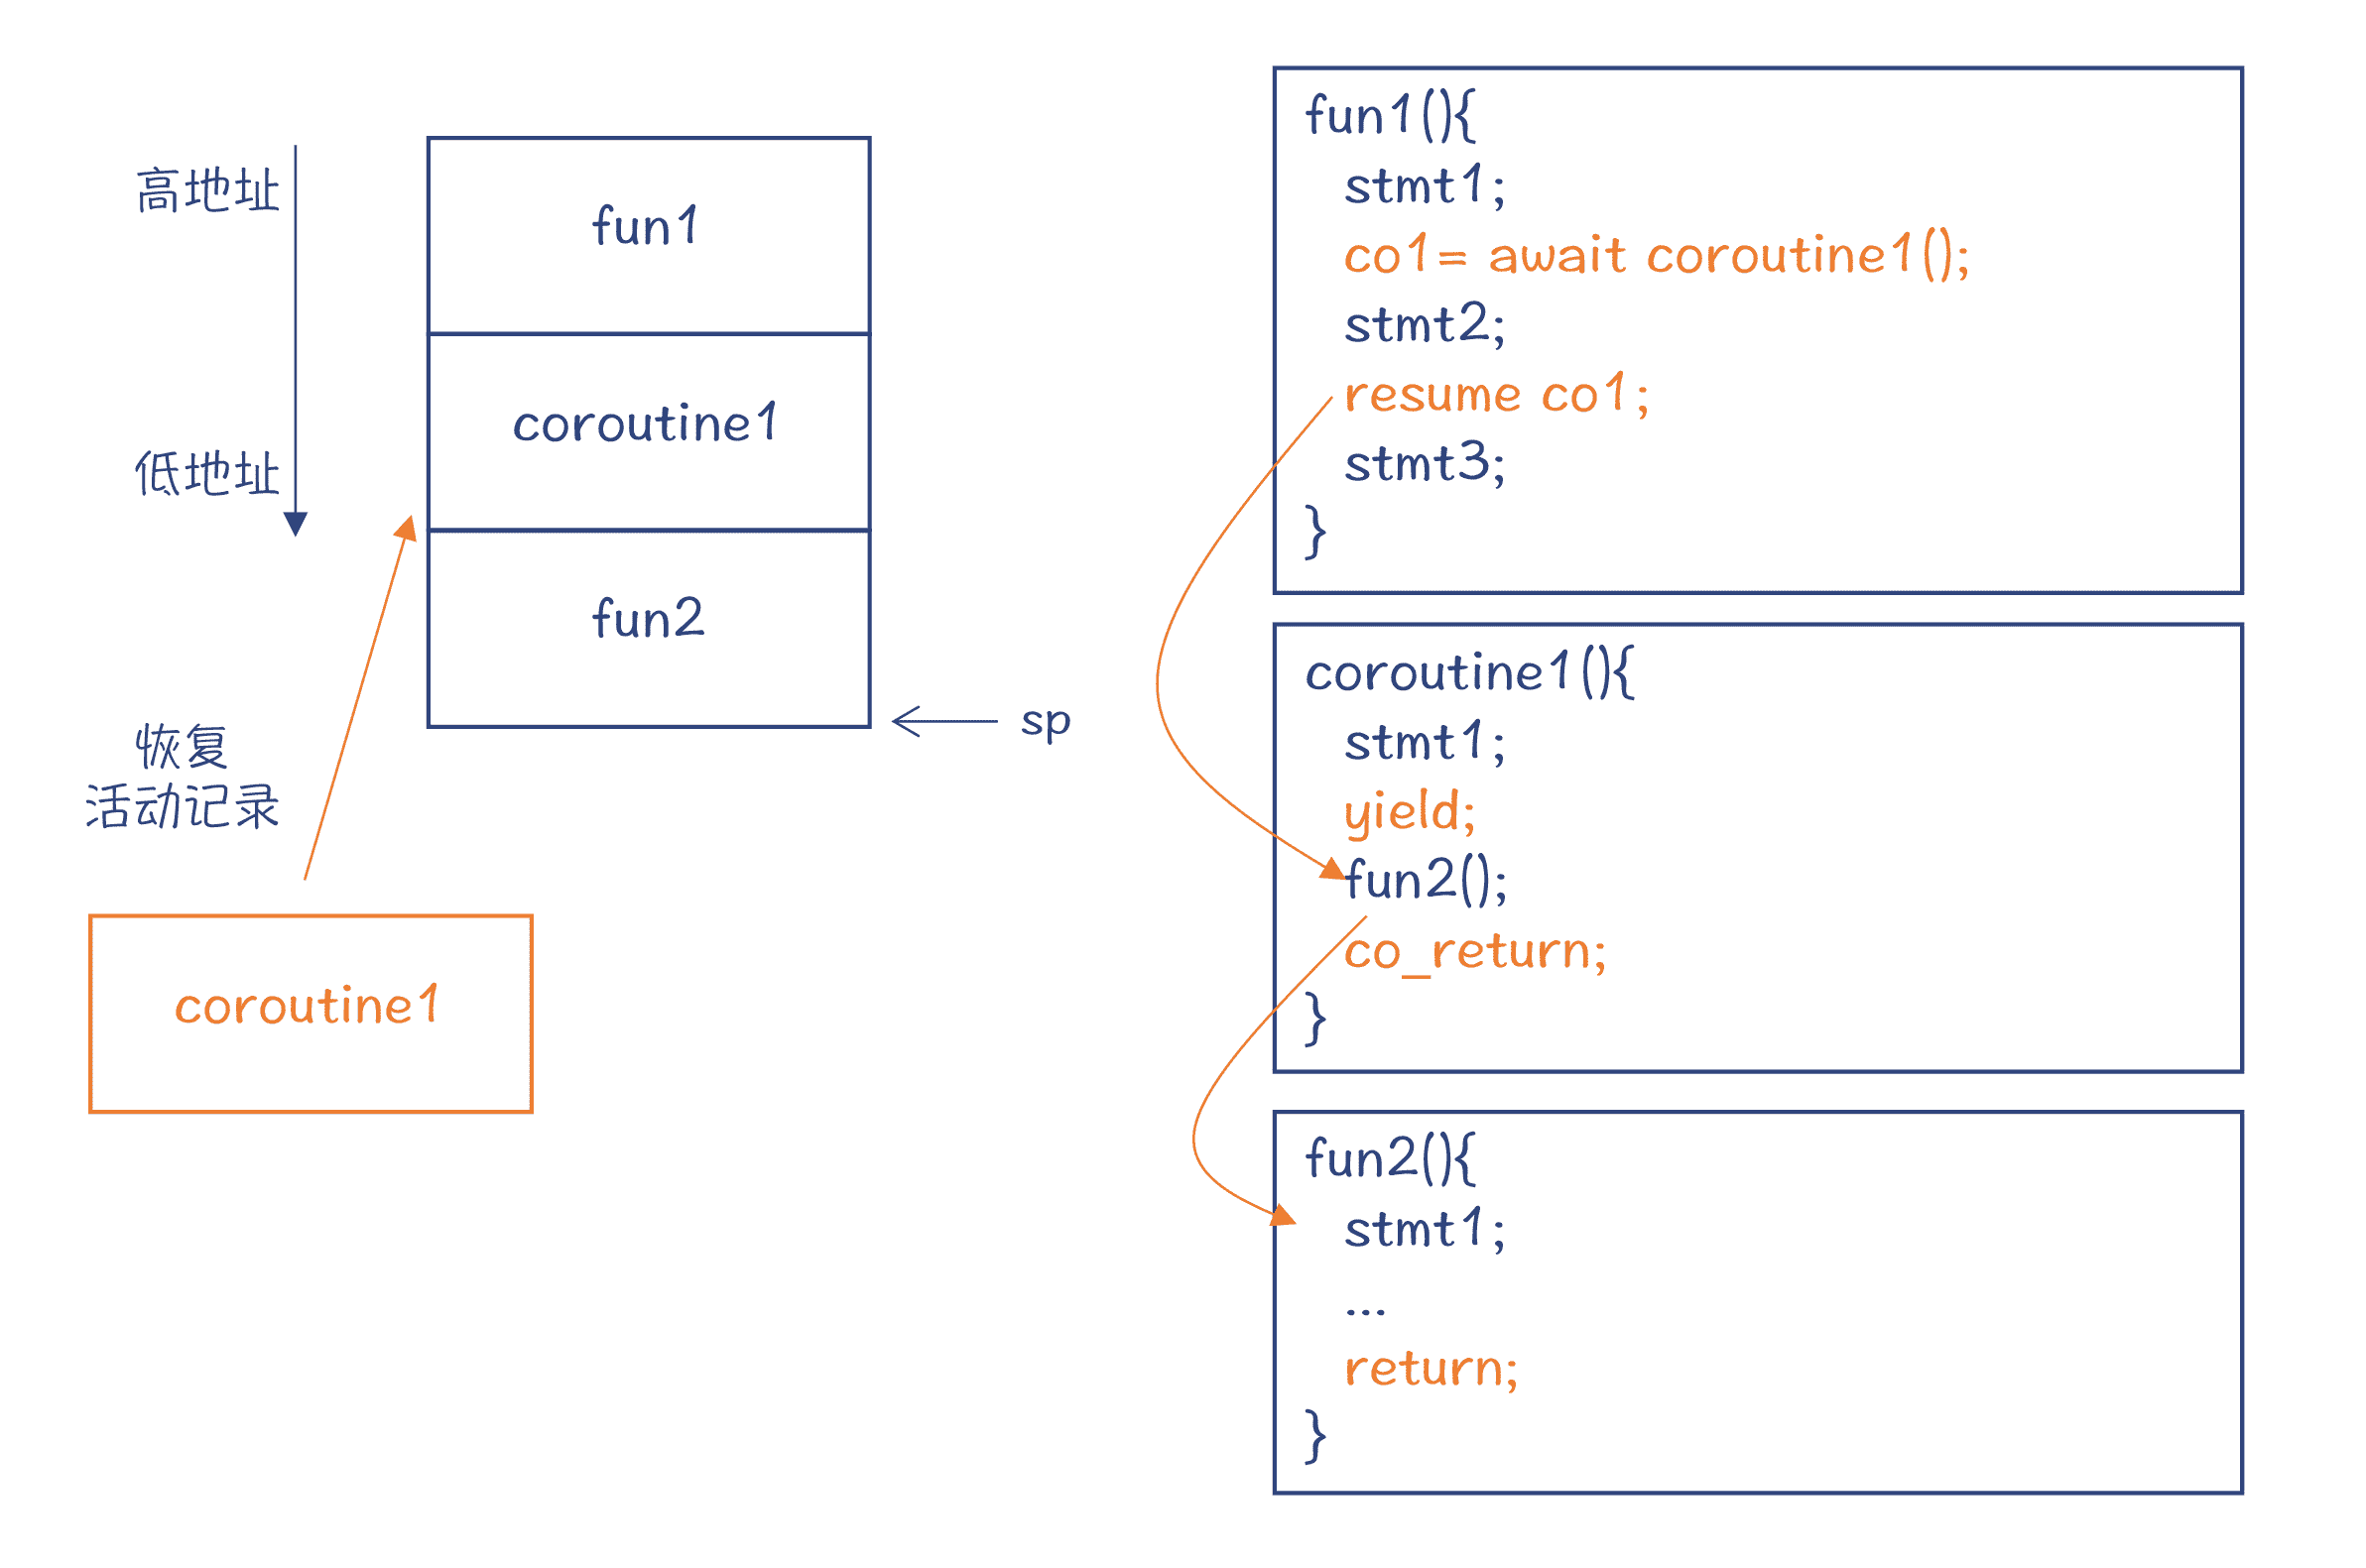 高地址
低地址
fun1
coroutine1
fun2
sp
恢复
活动记录
coroutine1
fun1(){
stmt1;
co1= await coroutine1();
stmt2;
resume co1;
stmt3;
}
coroutine1(){
stmt1;
yield;
fun2();
co_return;
}
fun2(){
stmt1;
...
return;
}